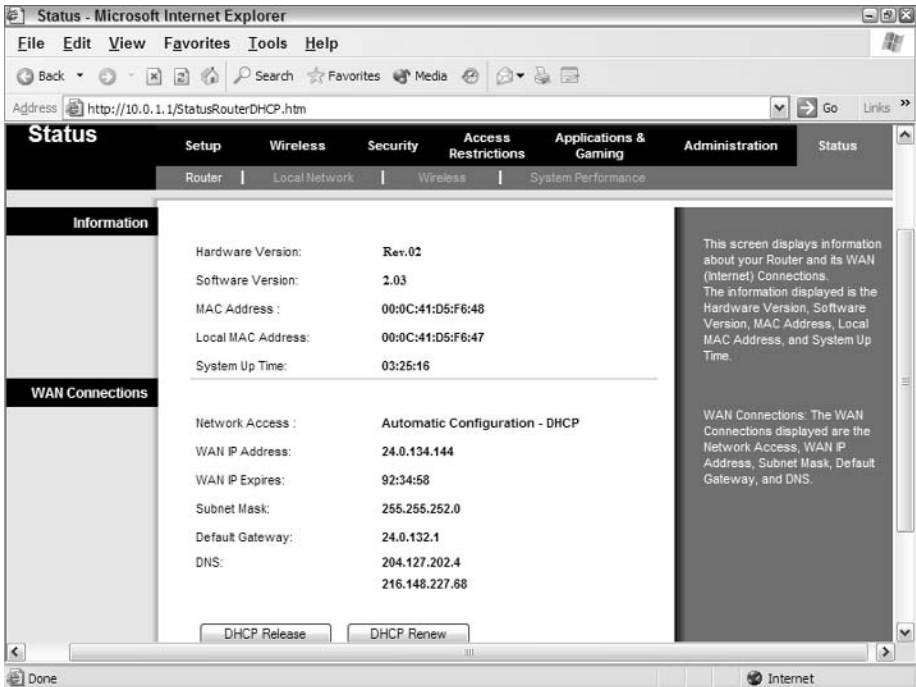 Status - Microsoft Internet Explorer
File Edit View Favorites Tools Help
Back Search Favorites Media
Address http://10.0.1.1/StatusRouterDHCP.htm Go Links »
Status
Setup Wireless Security Access Restrictions Applications & Gaming Administration Status
Router | Local Network | Wireless | System Performance
Information
Hardware Version: Rev.02
Software Version: 2.03
MAC Address : 00:0C:41:D5:F6:48
Local MAC Address: 00:0C:41:D5:F6:47
System Up Time: 03:25:16
This screen displays information
about your Router and its WAN
(Internet) Connections.
The information displayed is the
Hardware Version, Software
Version, MAC Address, Local
MAC Address, and System Up
Time.
WAN Connections
Network Access : Automatic Configuration - DHCP
WAN IP Address: 24.0.134.144
WAN IP Expires: 92:34:58
Subnet Mask: 255.255.252.0
Default Gateway: 24.0.132.1
DNS: 204.127.202.4
216.148.227.68
WAN Connections: The WAN
Connections displayed are the
Network Access, WAN IP
Address, Subnet Mask, Default
Gateway, and DNS.
DHCP Release DHCP Renew
Done Internet